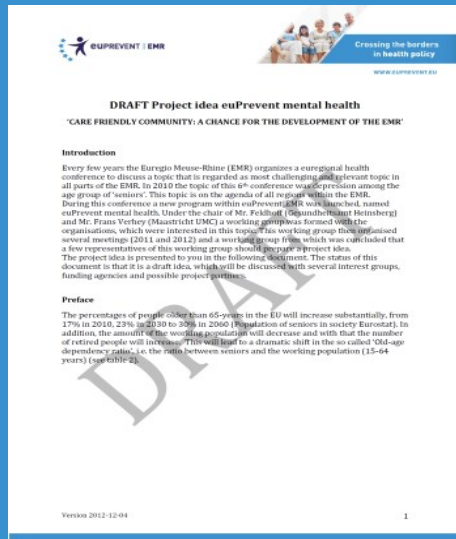 euPREVENT | EMR
Crossing the borders
in health policy
WWW.EUPREVENT.EU
DRAFT Project idea euPrevent mental health
'CARE FRIENDLY COMMUNITY: A CHANCE FOR THE DEVELOPMENT OF THE EMR'
Introduction
Every few years the Euregio Meuse-Rhine (EMR) organizes a euregional health
conference to discuss a topic that is regarded as most challenging and relevant topic in
all parts of the EMR. In 2010 the topic of this 6th conference was depression among the
age group of 'seniors'. This topic is on the agenda of all regions within the EMR.
During this conference a new program within euPrevent EMR was launched, named
euPrevent mental health. Under the chair of Mr. Feldhoff (Gesundheitsamt Heinsberg)
and Mr. Frans Verhey (Maastricht UMC) a working group was formed with the
organisations, which were interested in this topic. This working group then organised
several meetings (2011 and 2012) and a working group from which was concluded that
a few representatives of this working group should prepare a project idea.
The project idea is presented to you in the following document. The status of this
document is that it is a draft idea, which will be discussed with several interest groups,
funding agencies and possible project partners.
Preface
The percentages of people older than 65-years in the EU will increase substantially, from
17% in 2010, 23% in 2030 to 30% in 2060 (Population of seniors in society Eurostat). In
addition, the amount of the working population will decrease and with that the number
of retired people will increase. This will lead to a dramatic shift in the so called 'Old-age
dependency ratio', i.e. the ratio between seniors and the working population (15-64
years) (see table 2).
DRAFT
Version 2012-12-04
1